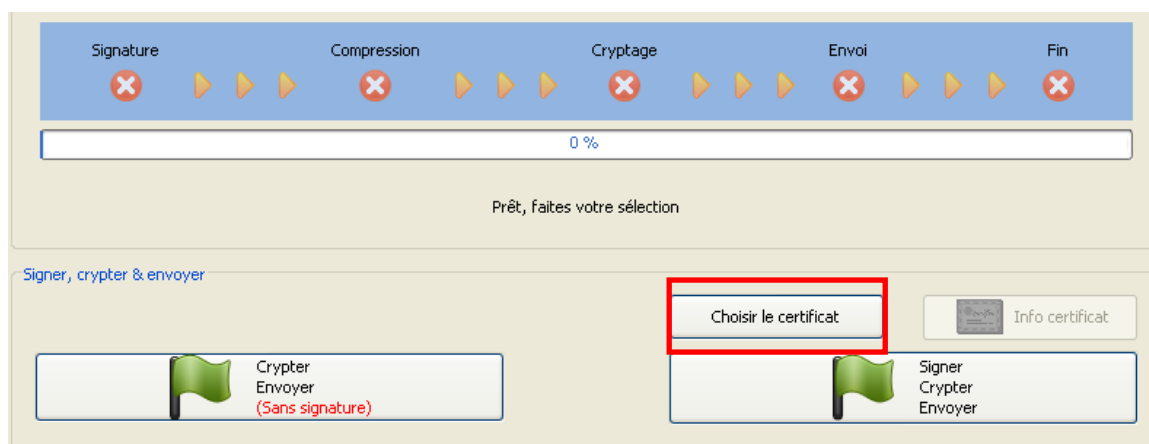 Signature Compression Cryptage Envoi Fin
0 %
Prêt, faites votre sélection
Signer, crypter & envoyer
Choisir le certificat
Info certificat
Crypter
Envoyer
(Sans signature)
Signer
Crypter
Envoyer